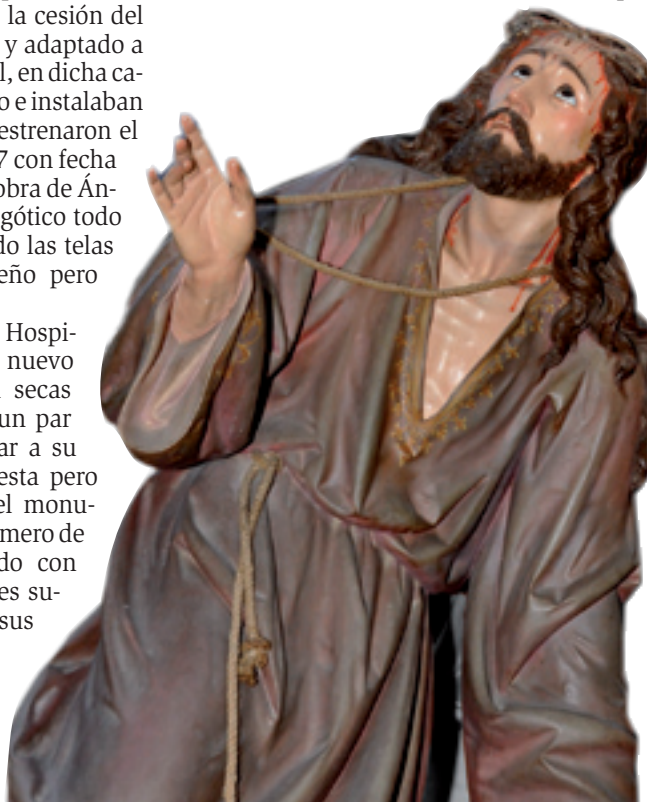 la cesión del
y adaptado a
l, en dicha ca-
o e instalaban
estrenaron el
7 con fecha
obra de Án-
gótico todo
do las telas
eño pero
Hospi-
nuevo
secas
un par
ar a su
esta pero
el monu-
mero de
do con
es su-
sus